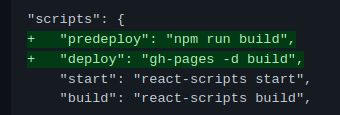 "scripts": {
+   "predeploy": "npm run build",
+   "deploy": "gh-pages -d build",
    "start": "react-scripts start",
    "build": "react-scripts build",